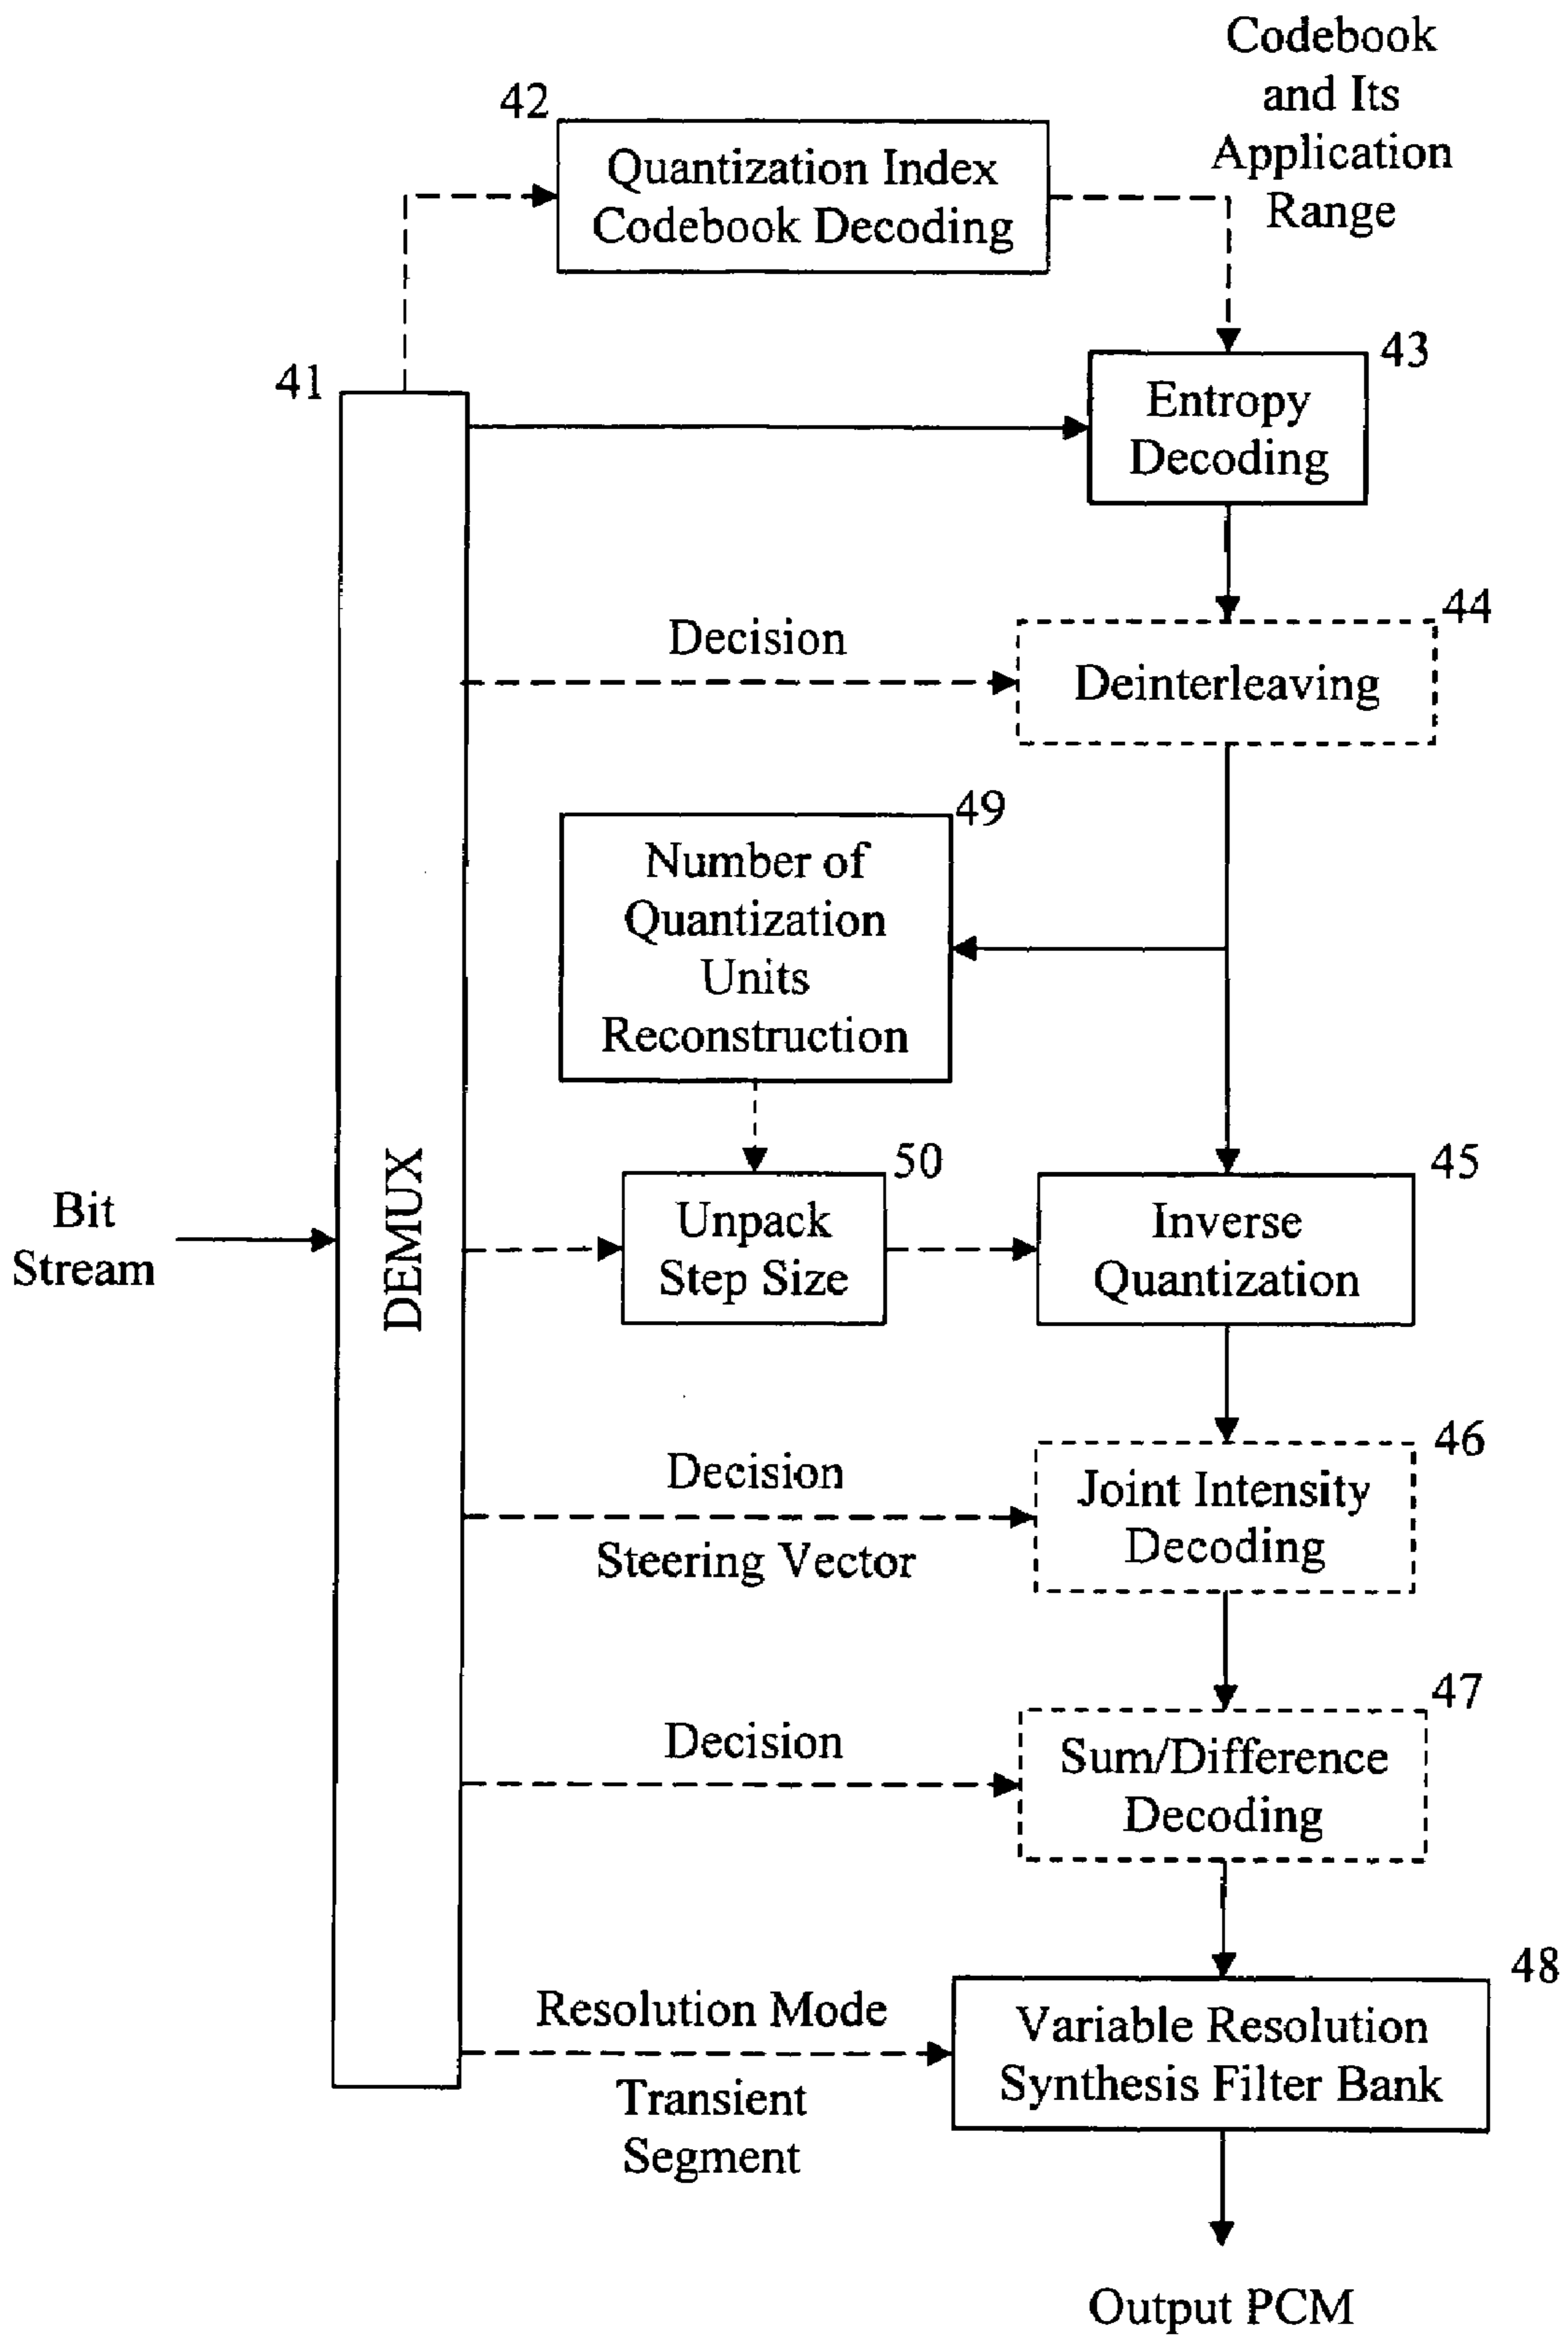 Codebook
and Its
Application
Range
42
Quantization Index
Codebook Decoding
41
43
Entropy
Decoding
44
Decision
Deinterleaving
49
Number of
Quantization
Units
Reconstruction
50
45
Bit
Stream
DEMUX
Unpack
Step Size
Inverse
Quantization
46
Decision
Steering Vector
Joint Intensity
Decoding
47
Decision
Sum/Difference
Decoding
48
Resolution Mode
Transient
Segment
Variable Resolution
Synthesis Filter Bank
Output PCM